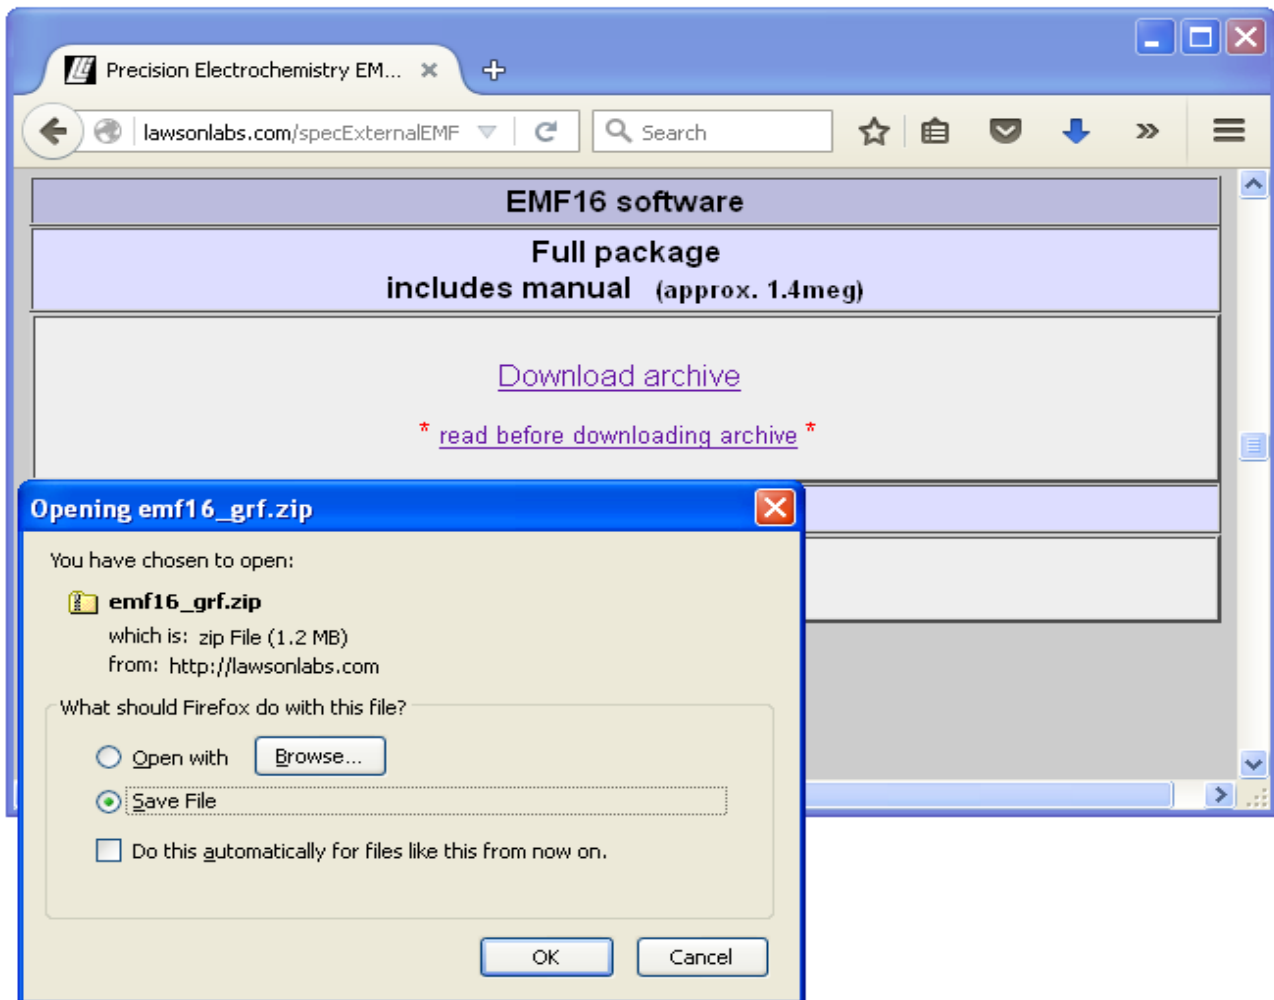 Precision Electrochemistry EM...
lawsonlabs.com/specExternalEMF
Search
EMF16 software
Full package
includes manual (approx. 1.4meg)
Download archive
* read before downloading archive *
Opening emf16_grf.zip
You have chosen to open:
emf16_grf.zip
which is: zip File (1.2 MB)
from: http://lawsonlabs.com
What should Firefox do with this file?
Open with Browse...
Save File
Do this automatically for files like this from now on.
OK Cancel